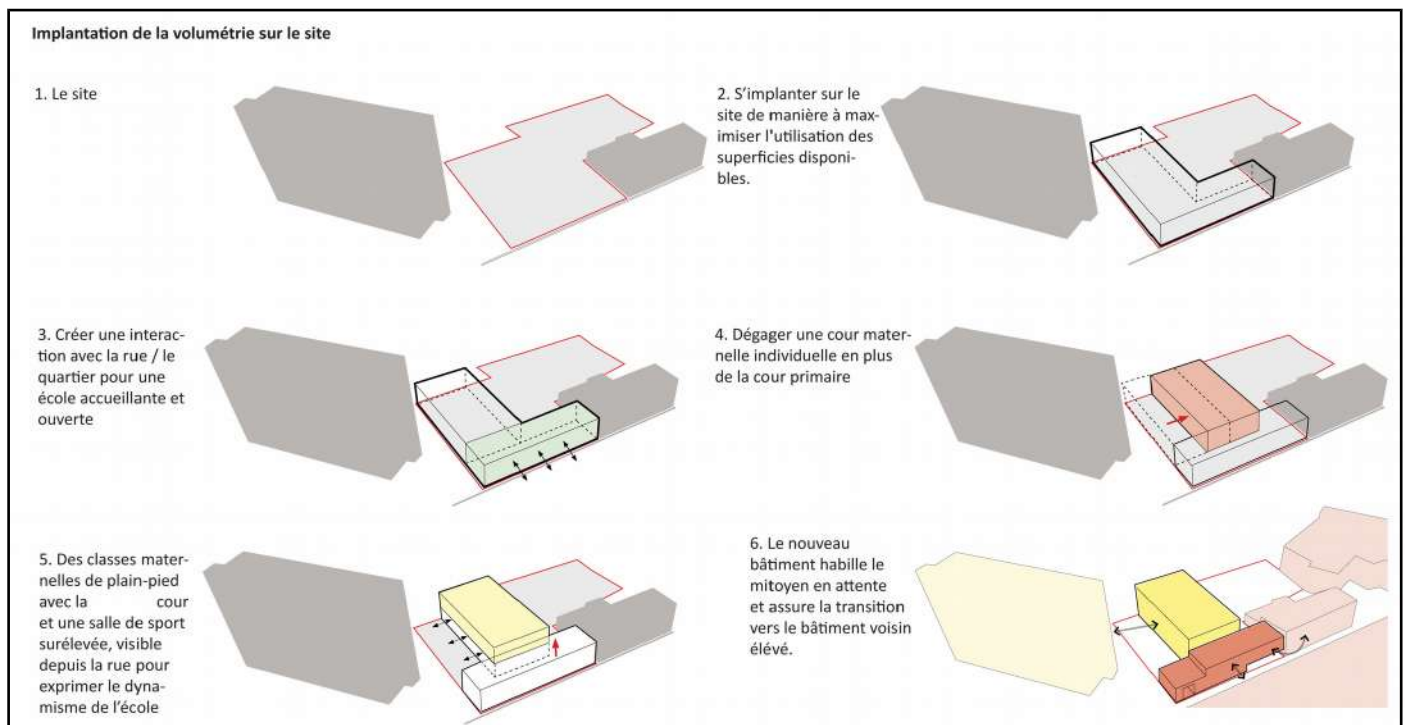 Implantation de la volumétrie sur le site
1. Le site
2. S'implanter sur le
site de manière à max-
imiser l'utilisation des
superficies disponi-
bles.
3. Créer une interac-
tion avec la rue / le
quartier pour une
école accueillante et
ouverte
4. Dégager une cour mater-
nelle individuelle en plus
de la cour primaire
5. Des classes mater-
nelles de plain-pied
avec la cour
et une salle de sport
surélevée, visible
depuis la rue pour
exprimer le dyna-
misme de l'école
6. Le nouveau
bâtiment habille le
mitoyen en attente
et assure la transition
vers le bâtiment voisin
élévé.